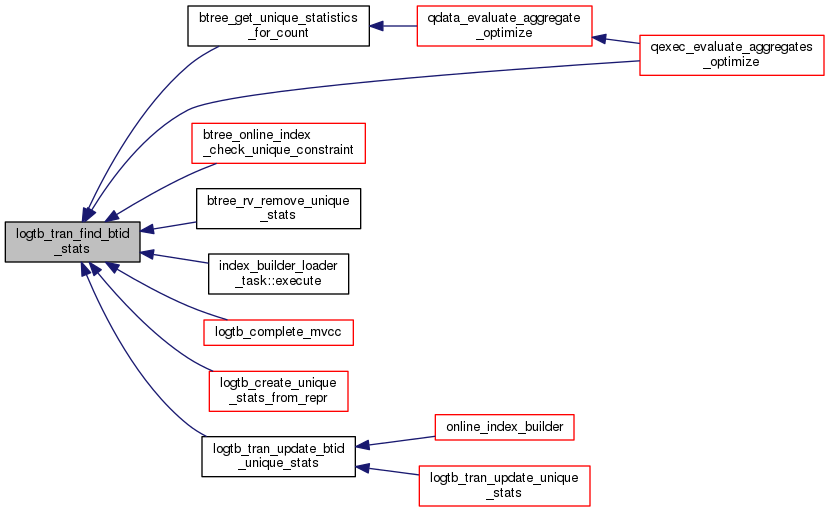 btree_get_unique_statistics
_for_count
qdata_evaluate_aggregate
_optimize
qexec_evaluate_aggregates
_optimize
btree_online_index
_check_unique_constraint
btree_rv_remove_unique
_stats
logtb_tran_find_btid
_stats
index_builder_loader
_task::execute
logtb_complete_mvcc
logtb_create_unique
_stats_from_repr
logtb_tran_update_btid
_unique_stats
online_index_builder
logtb_tran_update_unique
_stats